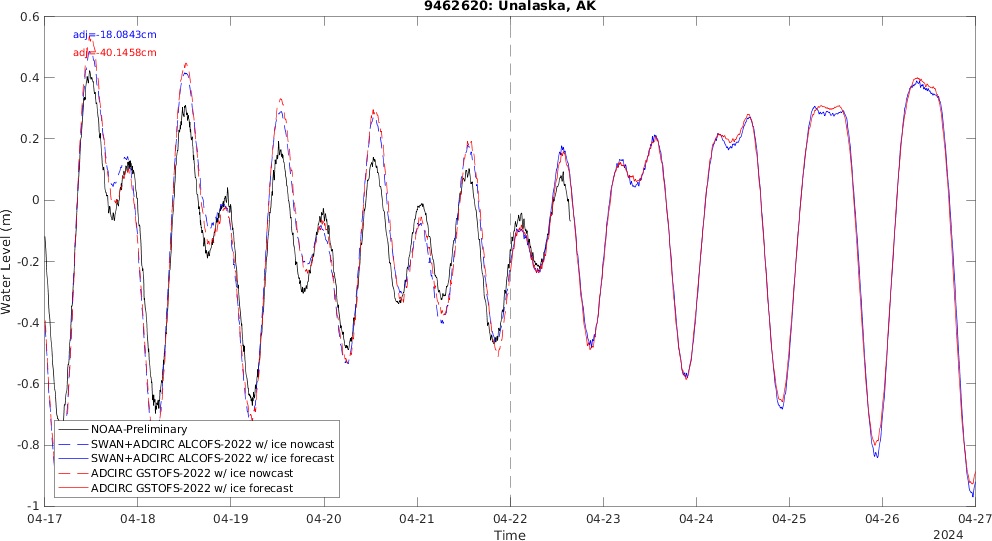 9462620: Unalaska, AK
adj=-18.0843cm
adj=-40.1458cm
Water Level (m)
0.6
0.4
0.2
0
-0.2
-0.4
-0.6
-0.8
-1
NOAA-Preliminary
SWAN+ADCIRC ALCOFS-2022 w/ ice nowcast
SWAN+ADCIRC ALCOFS-2022 w/ ice forecast
ADCIRC GSTOFS-2022 w/ ice nowcast
ADCIRC GSTOFS-2022 w/ ice forecast
04-17 04-18 04-19 04-20 04-21 04-22 04-23 04-24 04-25 04-26 04-27
Time
2024